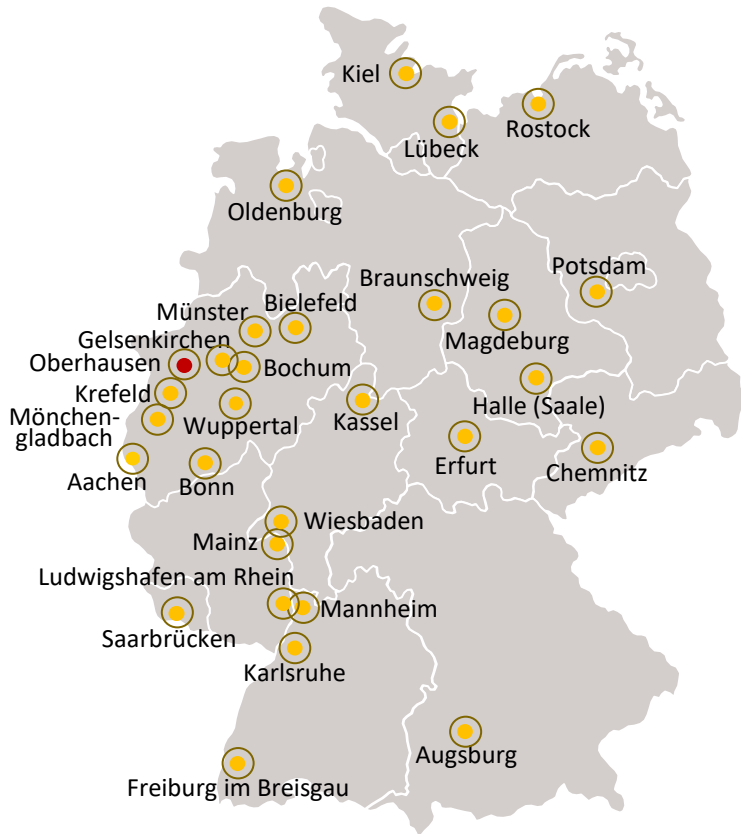 Kiel
Rostock
Lübeck
Oldenburg
Potsdam
Braunschweig
Bielefeld
Münster
Magdeburg
Gelsenkirchen
Oberhausen
Bochum
Krefeld
Halle (Saale)
Mönchen-
gladbach
Wuppertal
Kassel
Erfurt
Chemnitz
Aachen
Bonn
Wiesbaden
Mainz
Ludwigshafen am Rhein
Mannheim
Saarbrücken
Karlsruhe
Augsburg
Freiburg im Breisgau